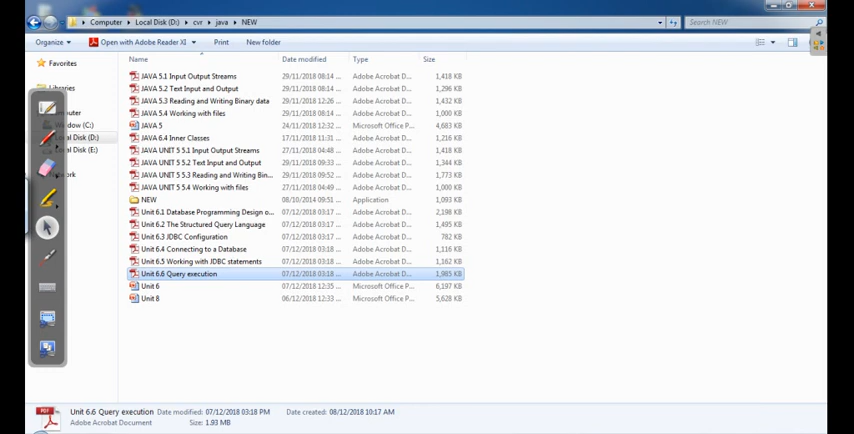 Computer Local Disk (D:) cvr java NEW Search NEW
Organize Open with Adobe Reader XI Print New folder
Favorites Name Date modified Type Size
Libraries
Window (C:)
Local Disk (D:)
Local Disk (E:)
JAVA 5.1 Input Output Streams 29/11/2018 08:14 ... Adobe Acrobat D... 1,418 KB
JAVA 5.2 Text Input and Output 29/11/2018 08:14 ... Adobe Acrobat D... 1,296 KB
JAVA 5.3 Reading and Writing Binary data 29/11/2018 12:26 ... Adobe Acrobat D... 1,432 KB
JAVA 5.4 Working with files 29/11/2018 08:14 ... Adobe Acrobat D... 1,000 KB
JAVA 5 24/11/2018 12:32 ... Microsoft Office P... 4,683 KB
JAVA 6.4 Inner Classes 17/11/2018 11:31 ... Adobe Acrobat D... 1,216 KB
JAVA UNIT 5 5.1 Input Output Streams 27/11/2018 04:48 ... Adobe Acrobat D... 1,418 KB
JAVA UNIT 5 5.2 Text Input and Output 29/11/2018 09:33 ... Adobe Acrobat D... 1,344 KB
JAVA UNIT 5 5.3 Reading and Writing Bin... 29/11/2018 09:52 ... Adobe Acrobat D... 1,773 KB
JAVA UNIT 5 5.4 Working with files 27/11/2018 04:49 ... Adobe Acrobat D... 1,000 KB
NEW 08/10/2014 09:51 ... Application 1,093 KB
Unit 6.1 Database Programming Design o... 07/12/2018 03:17 ... Adobe Acrobat D... 2,198 KB
Unit 6.2 The Structured Query Language 07/12/2018 03:17 ... Adobe Acrobat D... 1,495 KB
Unit 6.3 JDBC Configuration 07/12/2018 03:17 ... Adobe Acrobat D... 782 KB
Unit 6.4 Connecting to a Database 07/12/2018 03:18 ... Adobe Acrobat D... 1,116 KB
Unit 6.5 Working with JDBC statements 07/12/2018 03:18 ... Adobe Acrobat D... 1,162 KB
Unit 6.6 Query execution 07/12/2018 03:18 ... Adobe Acrobat D... 1,985 KB
Unit 6 07/12/2018 12:35 ... Microsoft Office P... 6,197 KB
Unit 8 06/12/2018 12:33 ... Microsoft Office P... 5,628 KB
Unit 6.6 Query execution Date modified: 07/12/2018 03:18 PM Date created: 08/12/2018 10:17 AM
Adobe Acrobat Document Size: 1.93 MB